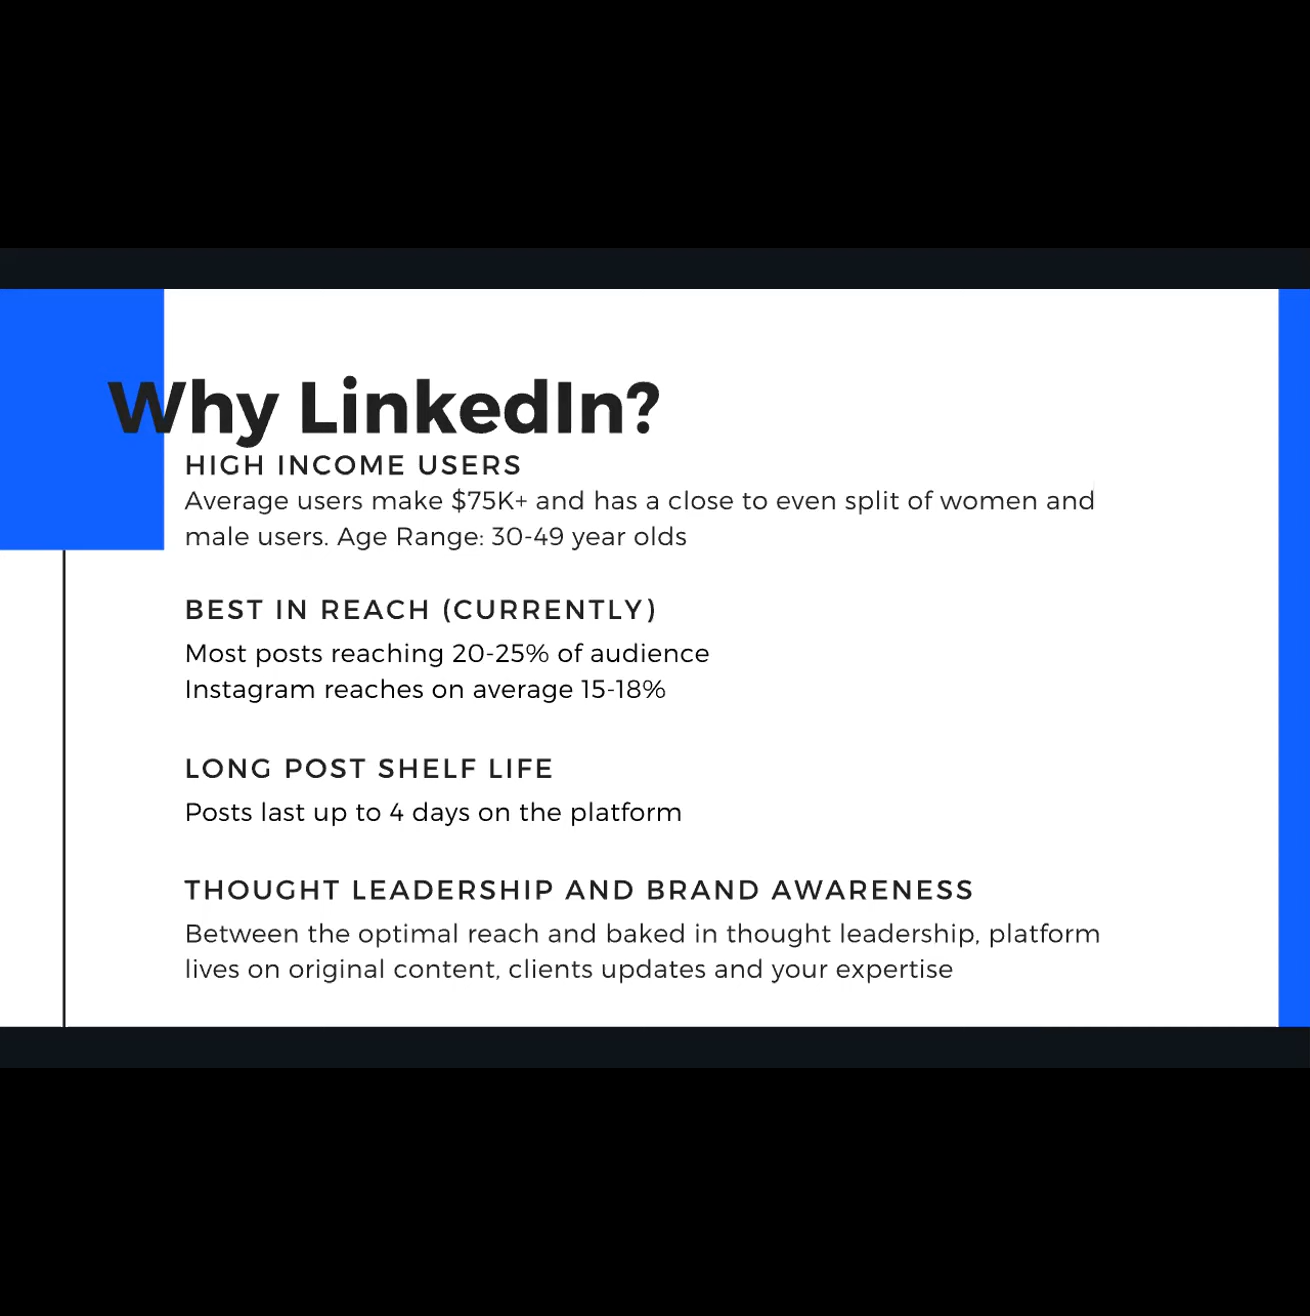 Why LinkedIn?
HIGH INCOME USERS
Average users make $75K+ and has a close to even split of women and
male users. Age Range: 30-49 year olds
BEST IN REACH (CURRENTLY)
Most posts reaching 20-25% of audience
Instagram reaches on average 15-18%
LONG POST SHELF LIFE
Posts last up to 4 days on the platform
THOUGHT LEADERSHIP AND BRAND AWARENESS
Between the optimal reach and baked in thought leadership, platform
lives on original content, clients updates and your expertise